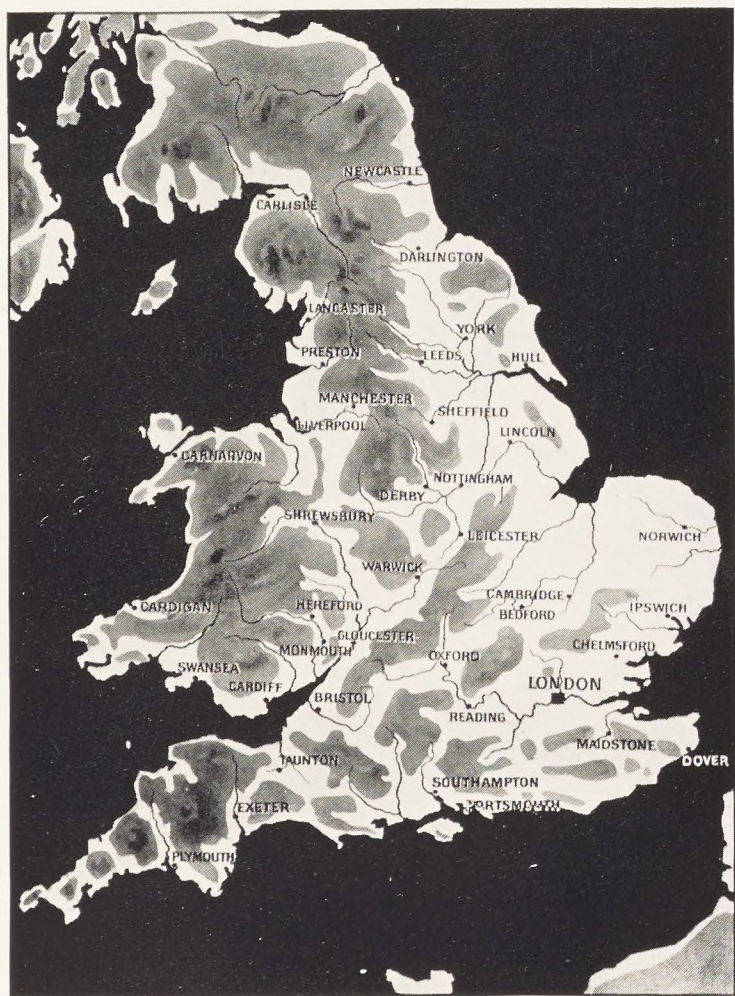 NEWCASTLE
CARLISLE
DARLINGTON
LANCASTER
YORK
PRESTON
LEEDS
HULL
MANCHESTER
SHEFFIELD
LIVERPOOL
LINCOLN
CARNARVON
NOTTINGHAM
DERBY
SHREWSBURY
LEICESTER
NORWICH
WARWICK
CAMBRIDGE
CARDIGAN
HEREFORD
BEDFORD
IPSWICH
GLOUCESTER
MONMOUTH
CHELMSFORD
OXFORD
SWANSEA
CARDIFF
LONDON
BRISTOL
READING
MAIDSTONE
TAUNTON
DOVER
SOUTHAMPTON
EXETER
PORTSMOUTH
PLYMOUTH